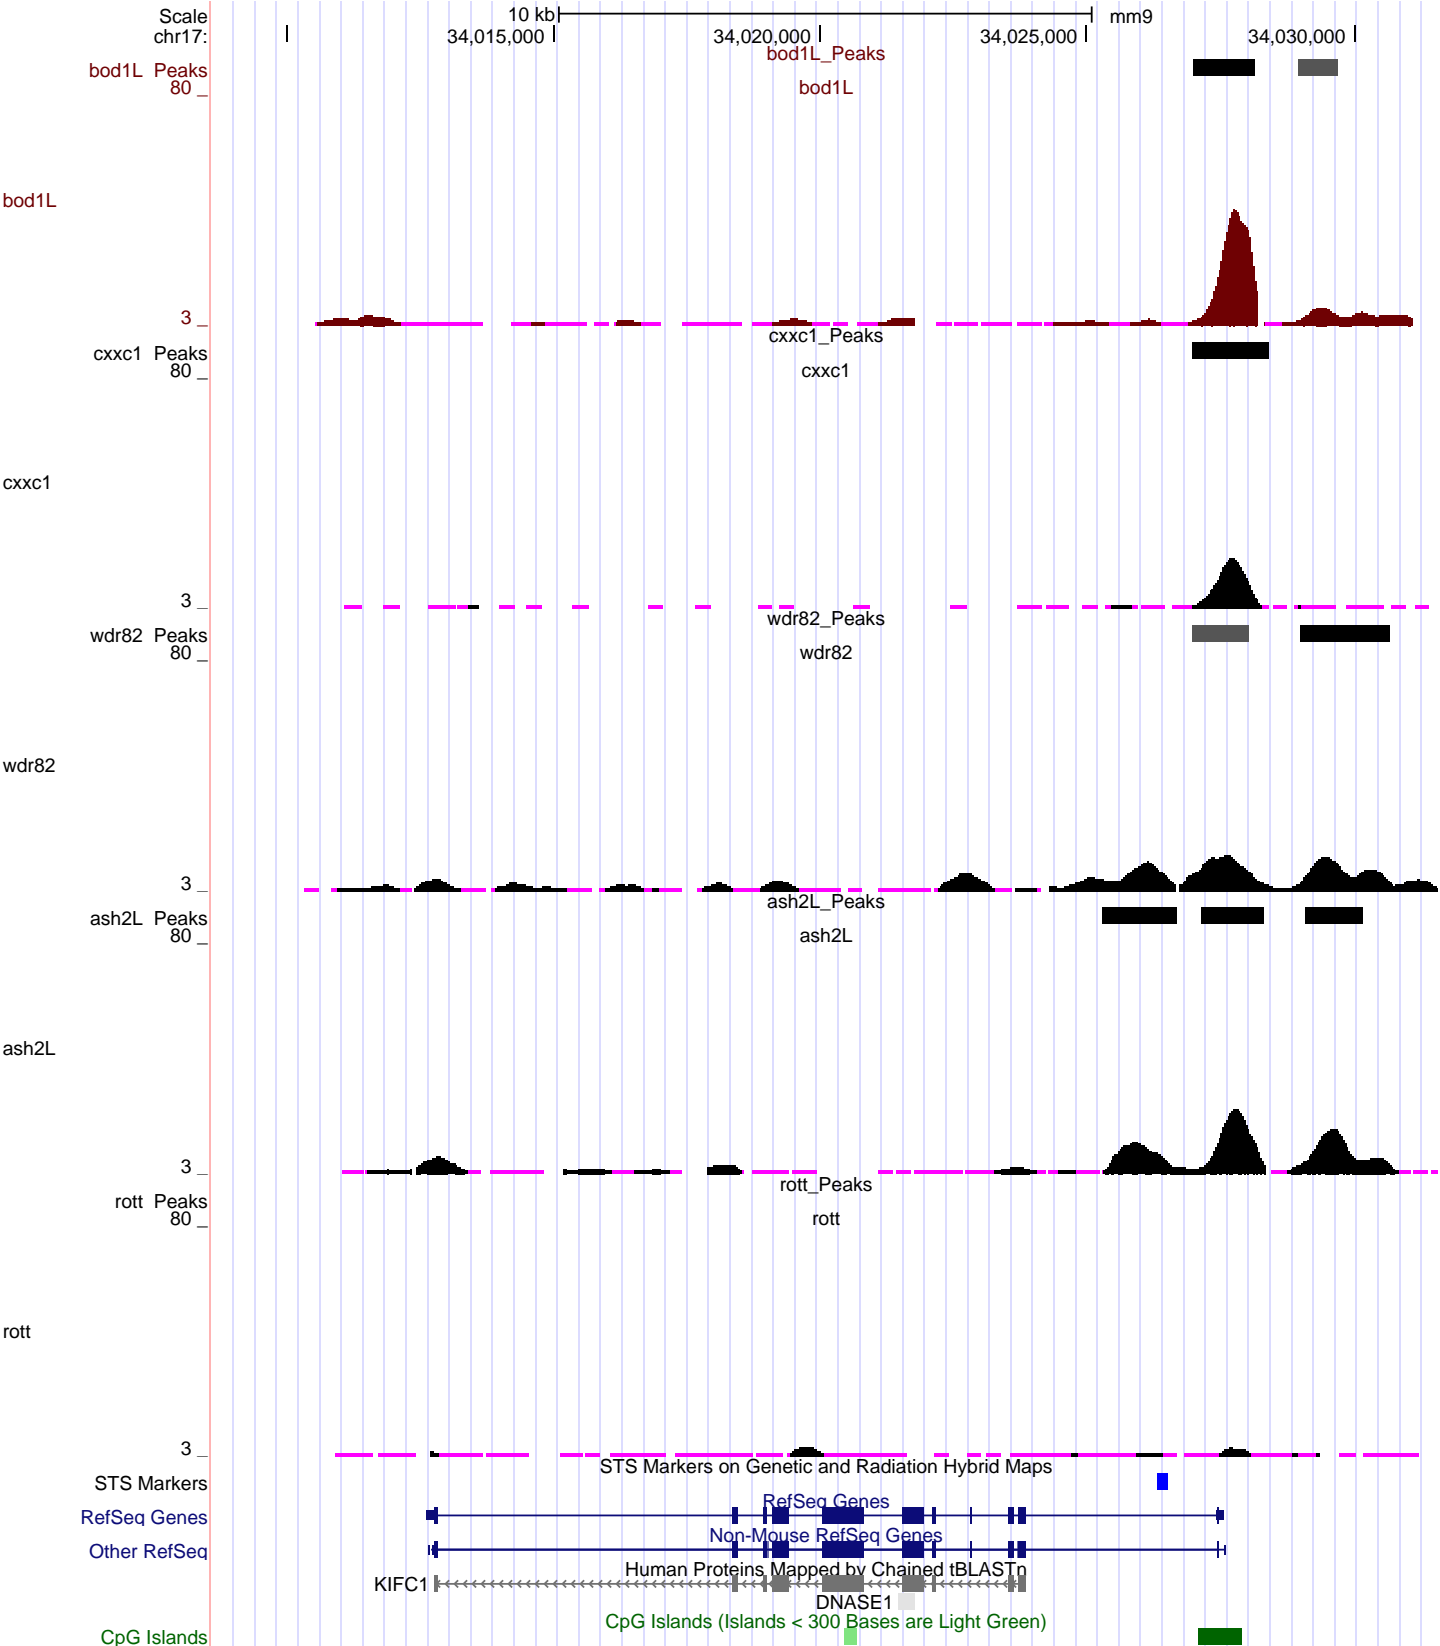 Scale 10 kb mm9
chr17: 34,015,000 34,020,000 34,025,000 34,030,000
bod1L_Peaks
bod1L Peaks
80 _ bod1L
bod1L
3 _
cxxc1_Peaks
cxxc1 Peaks
80 _ cxxc1
cxxc1
3 _
wdr82_Peaks
wdr82 Peaks
80 _ wdr82
wdr82
3 _
ash2L_Peaks
ash2L Peaks
80 _ ash2L
ash2L
3 _
rott_Peaks
rott Peaks
80 _ rott
rott
3 _
STS Markers on Genetic and Radiation Hybrid Maps
STS Markers
RefSeq Genes
RefSeq Genes
Non-Mouse RefSeq Genes
Other RefSeq
Human Proteins Mapped by Chained tBLASTn
KIFC1
DNASE1
CpG Islands (Islands < 300 Bases are Light Green)
CpG Islands